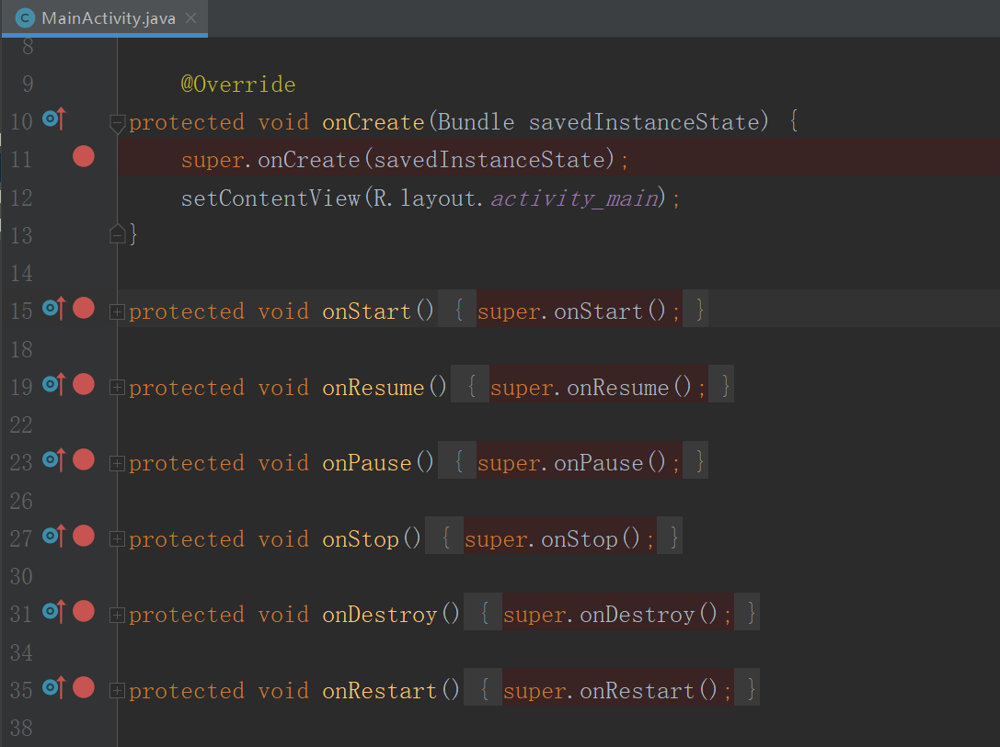 C MainActivity.java ×
8
9 @Override
10 protected void onCreate(Bundle savedInstanceState) {
11 super.onCreate(savedInstanceState);
12 setContentView(R.layout.activity_main);
13 }
14
15 protected void onStart() { super.onStart(); }
18
19 protected void onResume() { super.onResume(); }
22
23 protected void onPause() { super.onPause(); }
26
27 protected void onStop() { super.onStop(); }
30
31 protected void onDestroy() { super.onDestroy(); }
34
35 protected void onRestart() { super.onRestart(); }
38